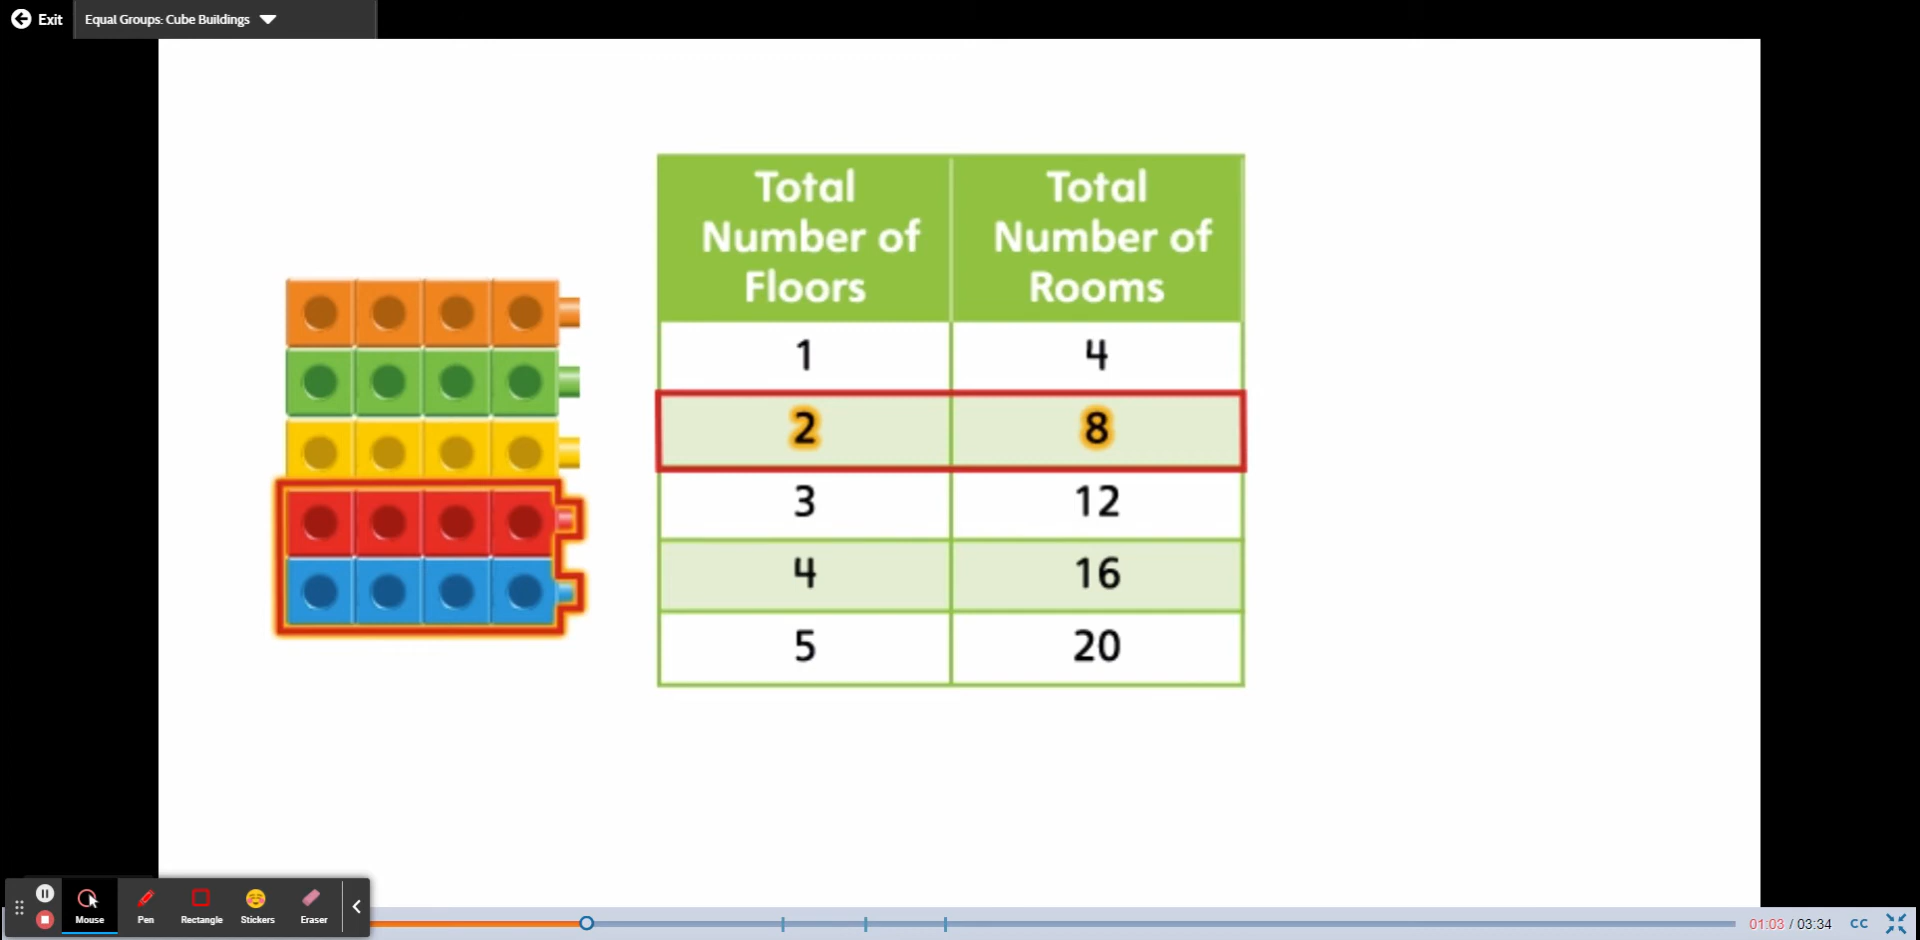 Exit
Equal Groups: Cube Buildings
Total Number of Floors
Total Number of Rooms
1 4
2 8
3 12
4 16
5 20
Mouse
Pen
Rectangle
Stickers
Eraser
01:03 / 03:34
CC